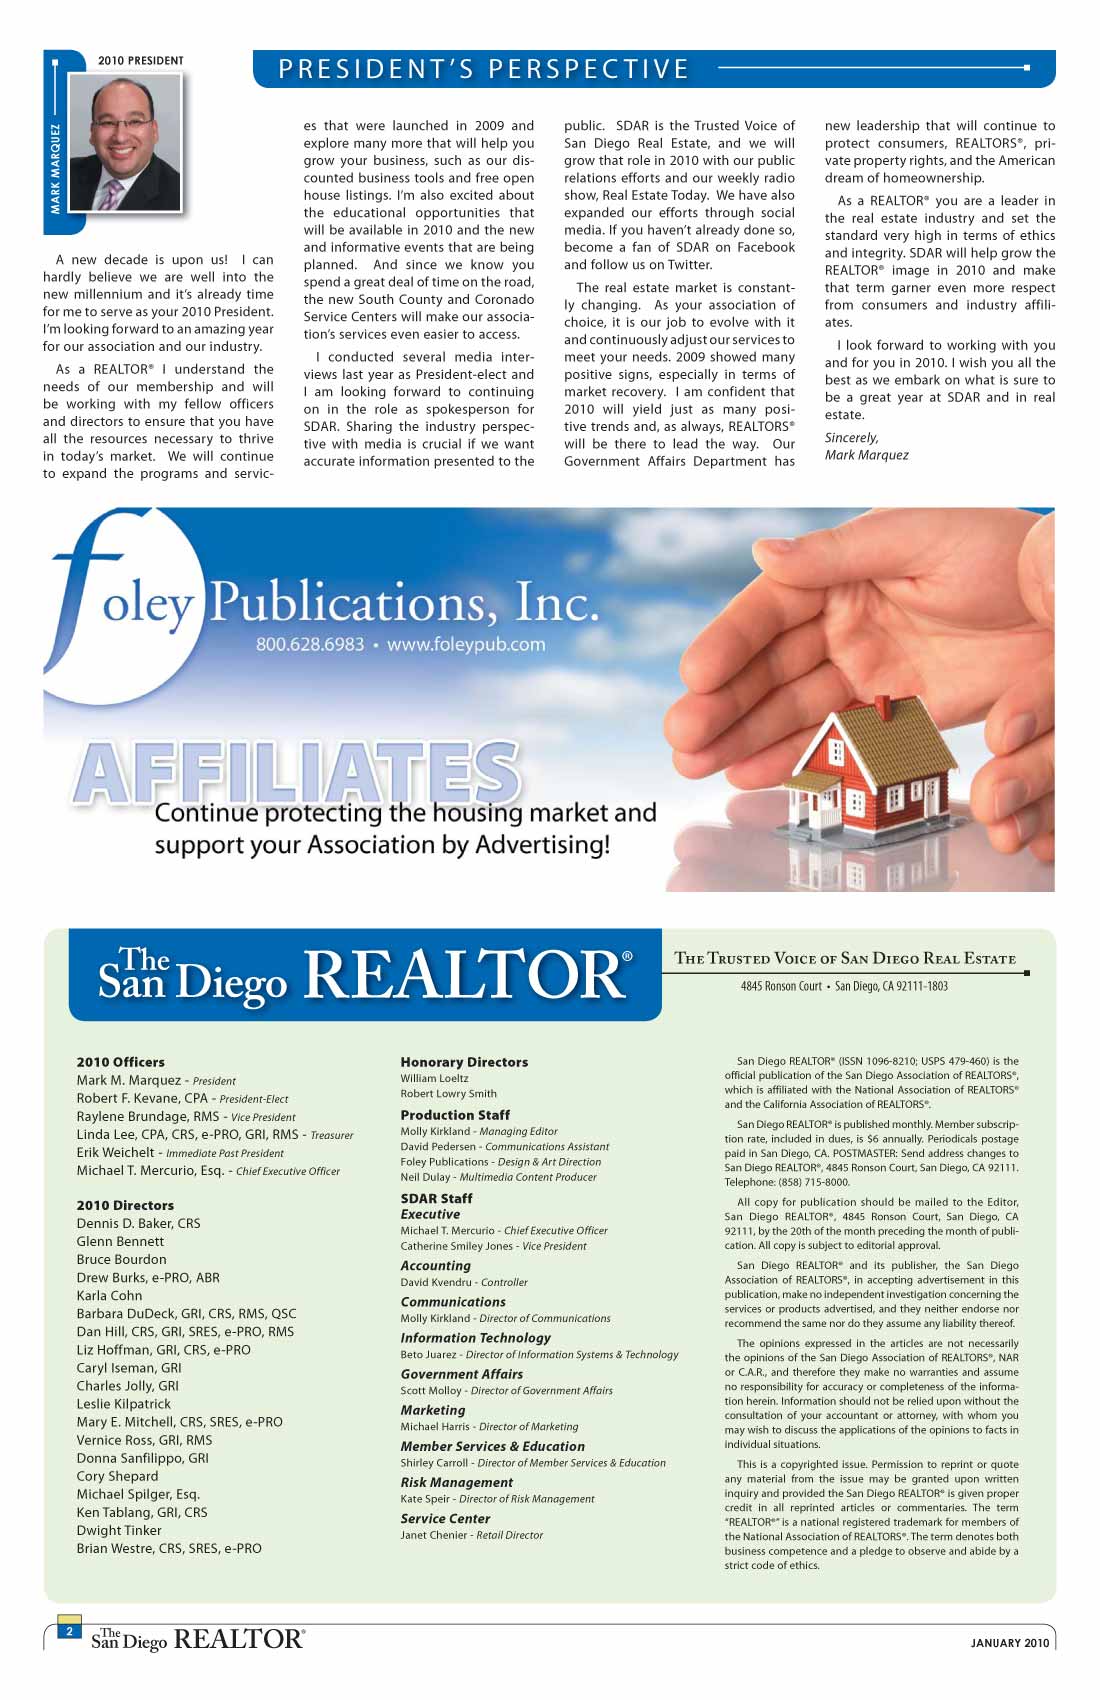 2010 PRESIDENT
MARK MARQUEZ
PRESIDENT'S PERSPECTIVE
A new decade is upon us! I can
hardly believe we are well into the
new millennium and it's already time
for me to serve as your 2010 President.
I'm looking forward to an amazing year
for our association and our industry.
As a REALTOR® I understand the
needs of our membership and will
be working with my fellow officers
and directors to ensure that you have
all the resources necessary to thrive
in today's market. We will continue
to expand the programs and servic-
es that were launched in 2009 and
explore many more that will help you
grow your business, such as our dis-
counted business tools and free open
house listings. I'm also excited about
the educational opportunities that
will be available in 2010 and the new
and informative events that are being
planned. And since we know you
spend a great deal of time on the road,
the new South County and Coronado
Service Centers will make our associa-
tion's services even easier to access.
I conducted several media inter-
views last year as President-elect and
I am looking forward to continuing
on in the role as spokesperson for
SDAR. Sharing the industry perspec-
tive with media is crucial if we want
accurate information presented to the
public. SDAR is the Trusted Voice of
San Diego Real Estate, and we will
grow that role in 2010 with our public
relations efforts and our weekly radio
show, Real Estate Today. We have also
expanded our efforts through social
media. If you haven't already done so,
become a fan of SDAR on Facebook
and follow us on Twitter.
The real estate market is constant-
ly changing. As your association of
choice, it is our job to evolve with it
and continuously adjust our services to
meet your needs. 2009 showed many
positive signs, especially in terms of
market recovery. I am confident that
2010 will yield just as many posi-
tive trends and, as always, REALTORS®
will be there to lead the way. Our
Government Affairs Department has
new leadership that will continue to
protect consumers, REALTORS®, pri-
vate property rights, and the American
dream of homeownership.
As a REALTOR® you are a leader in
the real estate industry and set the
standard very high in terms of ethics
and integrity. SDAR will help grow the
REALTOR® image in 2010 and make
that term garner even more respect
from consumers and industry affili-
ates.
I look forward to working with you
and for you in 2010. I wish you all the
best as we embark on what is sure to
be a great year at SDAR and in real
estate.
Sincerely,
Mark Marquez
foley Publications, Inc.
800.628.6983 • www.foleypub.com
AFFILIATES
Continue protecting the housing market and
support your Association by Advertising!
The San Diego REALTOR®
The Trusted Voice of San Diego Real Estate
4845 Ronson Court • San Diego, CA 92111-1803
2010 Officers
Mark M. Marquez - President
Robert F. Kevane, CPA - President-Elect
Raylene Brundage, RMS - Vice President
Linda Lee, CPA, CRS, e-PRO, GRI, RMS - Treasurer
Erik Weichelt - Immediate Past President
Michael T. Mercurio, Esq. - Chief Executive Officer
2010 Directors
Dennis D. Baker, CRS
Glenn Bennett
Bruce Bourdon
Drew Burks, e-PRO, ABR
Karla Cohn
Barbara DuDeck, GRI, CRS, RMS, QSC
Dan Hill, CRS, GRI, SRES, e-PRO, RMS
Liz Hoffman, GRI, CRS, e-PRO
Caryl Iseman, GRI
Charles Jolly, GRI
Leslie Kilpatrick
Mary E. Mitchell, CRS, SRES, e-PRO
Vernice Ross, GRI, RMS
Donna Sanfilippo, GRI
Cory Shepard
Michael Spilger, Esq.
Ken Tablang, GRI, CRS
Dwight Tinker
Brian Westre, CRS, SRES, e-PRO
Honorary Directors
William Loeltz
Robert Lowry Smith
Production Staff
Molly Kirkland - Managing Editor
David Pedersen - Communications Assistant
Foley Publications - Design & Art Direction
Neil Dulay - Multimedia Content Producer
SDAR Staff
Executive
Michael T. Mercurio - Chief Executive Officer
Catherine Smiley Jones - Vice President
Accounting
David Kvendru - Controller
Communications
Molly Kirkland - Director of Communications
Information Technology
Beto Juarez - Director of Information Systems & Technology
Government Affairs
Scott Molloy - Director of Government Affairs
Marketing
Michael Harris - Director of Marketing
Member Services & Education
Shirley Carroll - Director of Member Services & Education
Risk Management
Kate Speir - Director of Risk Management
Service Center
Janet Chenier - Retail Director
San Diego REALTOR® (ISSN 1096-8210; USPS 479-460) is the
official publication of the San Diego Association of REALTORS®,
which is affiliated with the National Association of REALTORS®
and the California Association of REALTORS®.
San Diego REALTOR® is published monthly. Member subscrip-
tion rate, included in dues, is $6 annually. Periodicals postage
paid in San Diego, CA. POSTMASTER: Send address changes to
San Diego REALTOR®, 4845 Ronson Court, San Diego, CA 92111.
Telephone: (858) 715-8000.
All copy for publication should be mailed to the Editor,
San Diego REALTOR®, 4845 Ronson Court, San Diego, CA
92111, by the 20th of the month preceding the month of publi-
cation. All copy is subject to editorial approval.
San Diego REALTOR® and its publisher, the San Diego
Association of REALTORS®, in accepting advertisement in this
publication, make no independent investigation concerning the
services or products advertised, and they neither endorse nor
recommend the same nor do they assume any liability thereof.
The opinions expressed in the articles are not necessarily
the opinions of the San Diego Association of REALTORS®, NAR
or C.A.R., and therefore they make no warranties and assume
no responsibility for accuracy or completeness of the informa-
tion herein. Information should not be relied upon without the
consultation of your accountant or attorney, with whom you
may wish to discuss the applications of the opinions to facts in
individual situations.
This is a copyrighted issue. Permission to reprint or quote
any material from the issue may be granted upon written
inquiry and provided the San Diego REALTOR® is given proper
credit in all reprinted articles or commentaries. The term
"REALTOR®" is a national registered trademark for members of
the National Association of REALTORS®. The term denotes both
business competence and a pledge to observe and abide by a
strict code of ethics.
2
The San Diego REALTOR®
JANUARY 2010